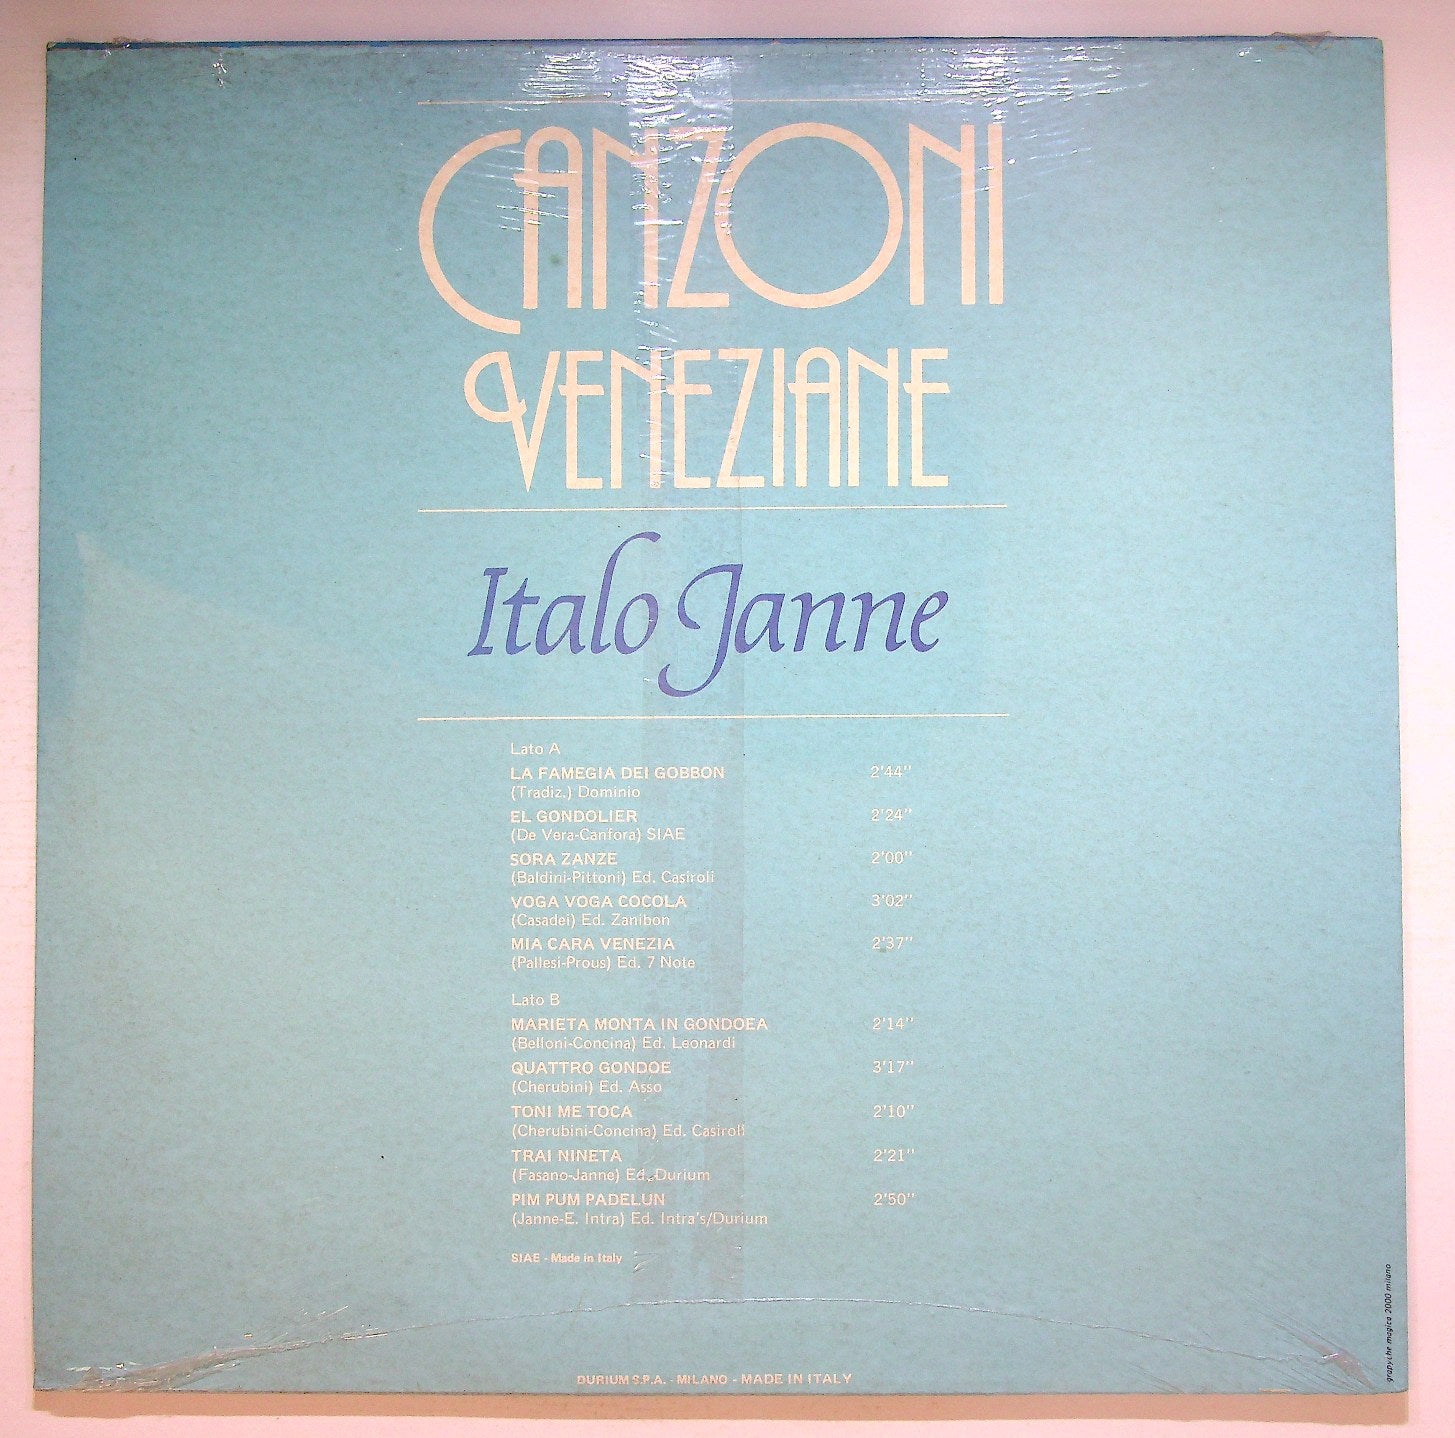 CANZONI
VENEZIANE
Italo Janne
Lato A
LA FAMEGIA DEI GOBBON 2'44"
(Tradiz.) Dominio
EL GONDOLIER 2'24"
(De Vera-Canfora) SIAE
SORA ZANZE 2'00"
(Baldini-Pittoni) Ed. Casiroli
VOGA VOGA COCOLA 3'02"
(Casadei) Ed. Zanibon
MIA CARA VENEZIA 2'37"
(Pallesi-Prous) Ed. 7 Note
Lato B
MARIETA MONTA IN GONDOEA 2'14"
(Belloni-Concina) Ed. Leonardi
QUATTRO GONDOE 3'17"
(Cherubini) Ed. Asso
TONI ME TOCA 2'10"
(Cherubini-Concina) Ed. Casiroli
TRAI NINETA 2'21"
(Fasano-Janne) Ed. Durium
PIM PUM PADELUN 2'50"
(Janne-E. Intra) Ed. Intra's/Durium
SIAE - Made in Italy
DURIUM S.P.A. - MILANO - MADE IN ITALY
magica 2000 milano